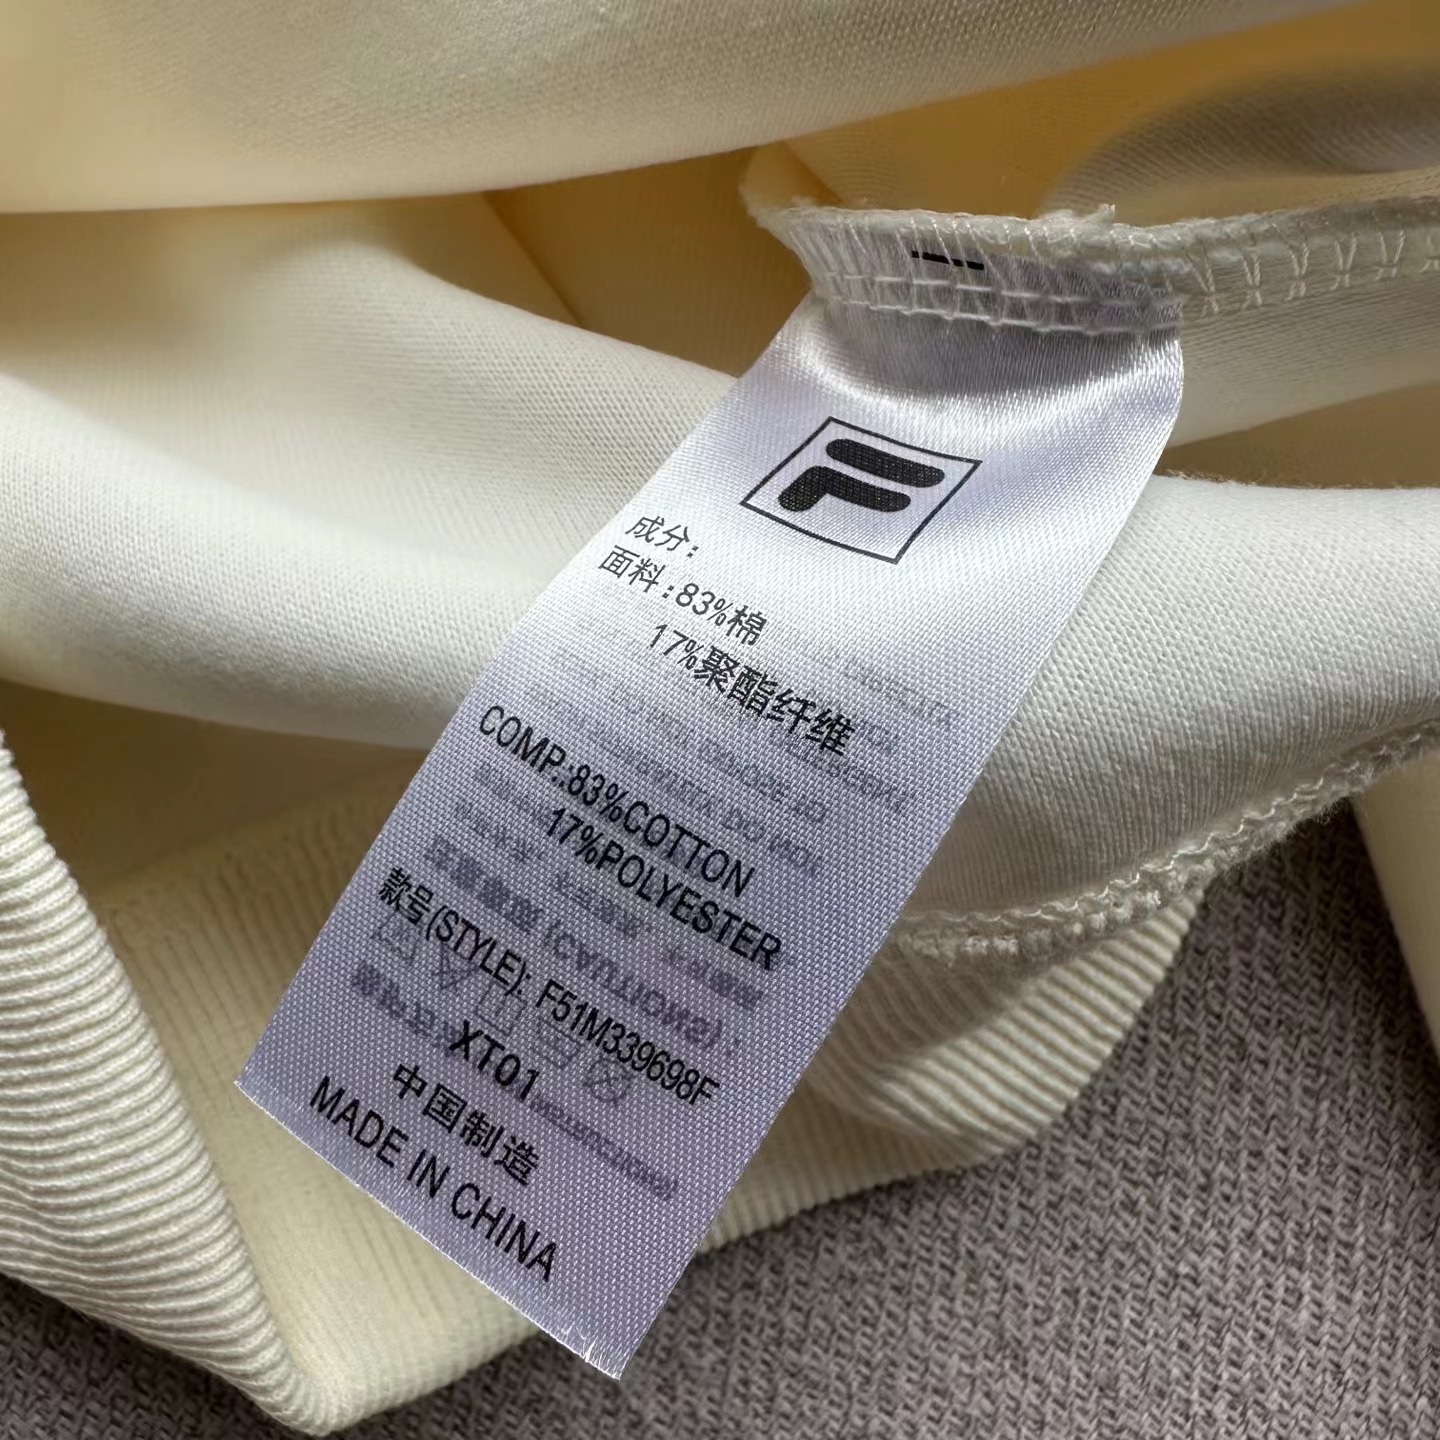 成分:
面料:83%棉
17%聚酯纤维
COMP.:83%COTTON
17%POLYESTER
款号(STYLE): F51M339698F
XT01
中国制造
MADE IN CHINA